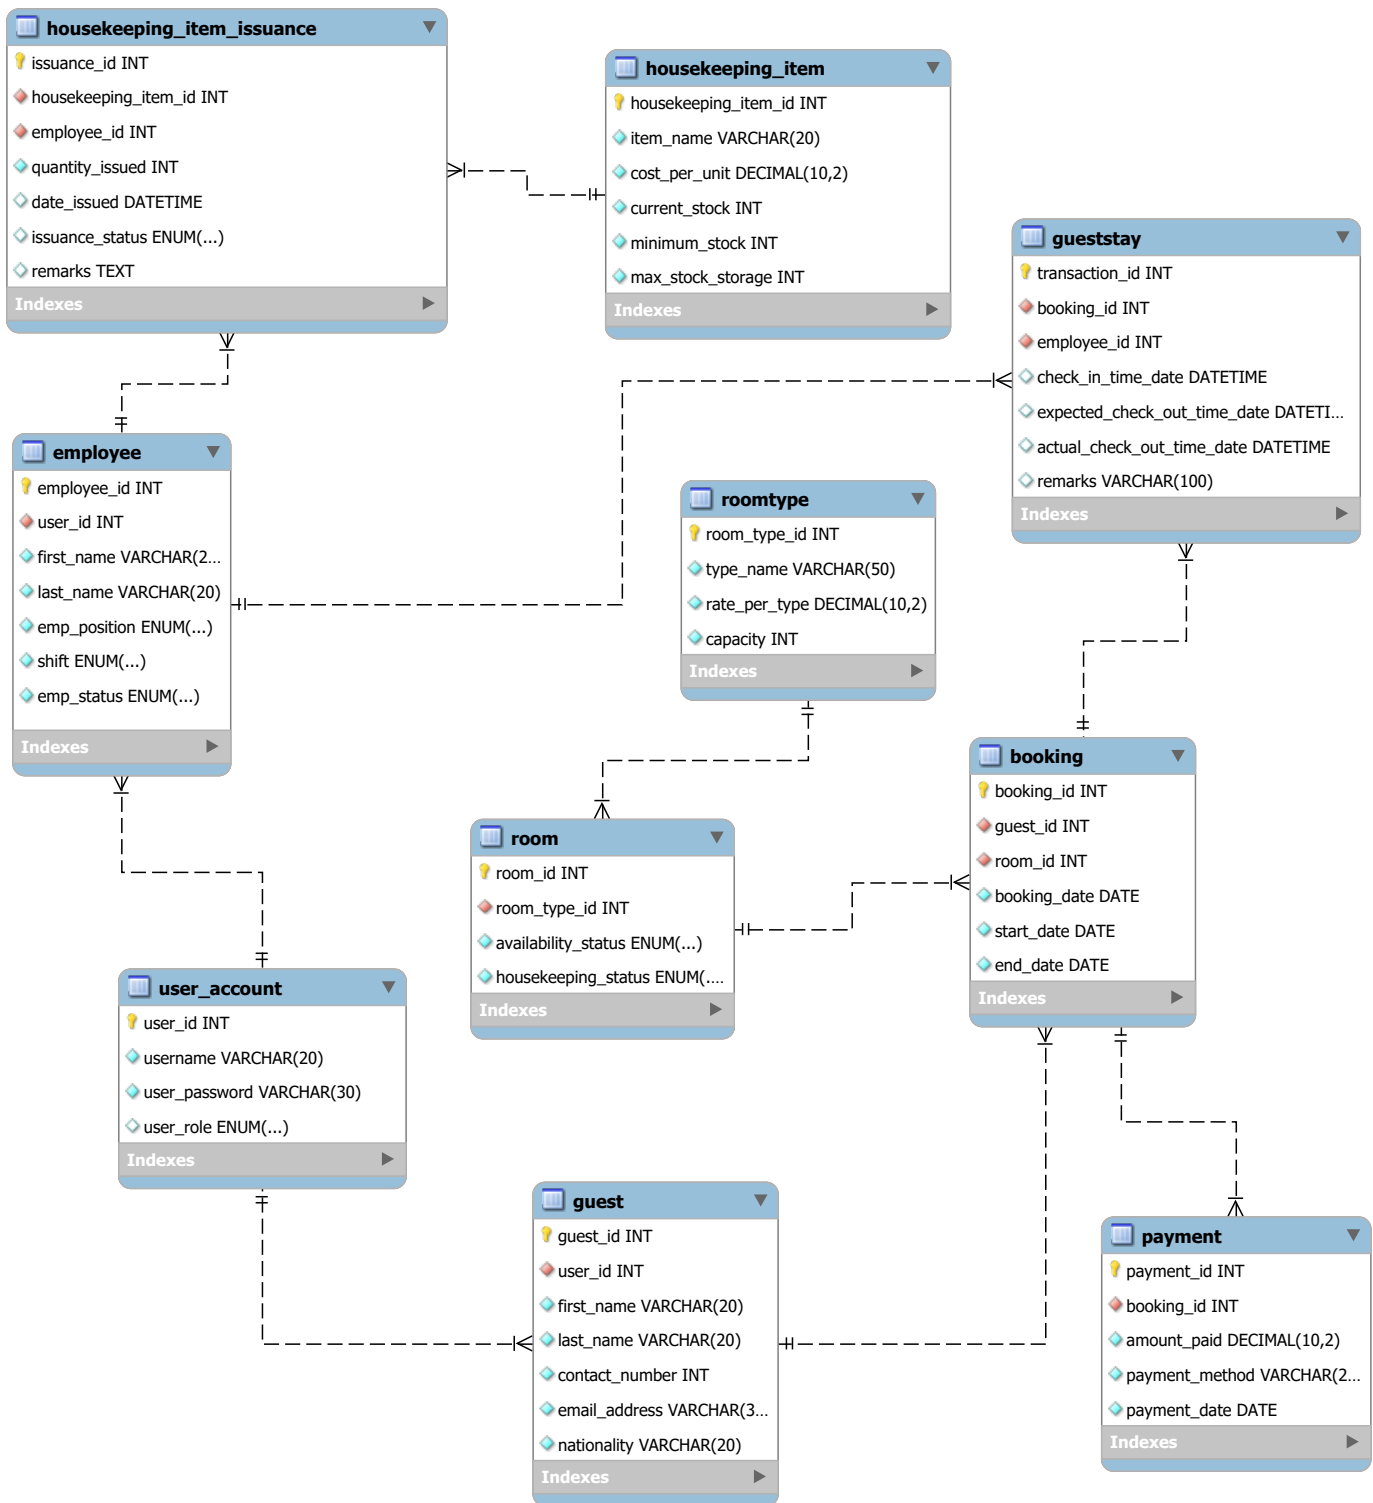 housekeeping_item_issuance
issuance_id INT
housekeeping_item_id INT
employee_id INT
quantity_issued INT
date_issued DATETIME
issuance_status ENUM(...)
remarks TEXT
Indexes
housekeeping_item
housekeeping_item_id INT
item_name VARCHAR(20)
cost_per_unit DECIMAL(10,2)
current_stock INT
minimum_stock INT
max_stock_storage INT
Indexes
gueststay
transaction_id INT
booking_id INT
employee_id INT
check_in_time_date DATETIME
expected_check_out_time_date DATETI...
actual_check_out_time_date DATETIME
remarks VARCHAR(100)
Indexes
employee
employee_id INT
user_id INT
first_name VARCHAR(2...
last_name VARCHAR(20)
emp_position ENUM(...)
shift ENUM(...)
emp_status ENUM(...)
Indexes
roomtype
room_type_id INT
type_name VARCHAR(50)
rate_per_type DECIMAL(10,2)
capacity INT
Indexes
booking
booking_id INT
guest_id INT
room_id INT
booking_date DATE
start_date DATE
end_date DATE
Indexes
room
room_id INT
room_type_id INT
availability_status ENUM(...)
housekeeping_status ENUM(....
Indexes
user_account
user_id INT
username VARCHAR(20)
user_password VARCHAR(30)
user_role ENUM(...)
Indexes
guest
guest_id INT
user_id INT
first_name VARCHAR(20)
last_name VARCHAR(20)
contact_number INT
email_address VARCHAR(3...
nationality VARCHAR(20)
Indexes
payment
payment_id INT
booking_id INT
amount_paid DECIMAL(10,2)
payment_method VARCHAR(2...
payment_date DATE
Indexes